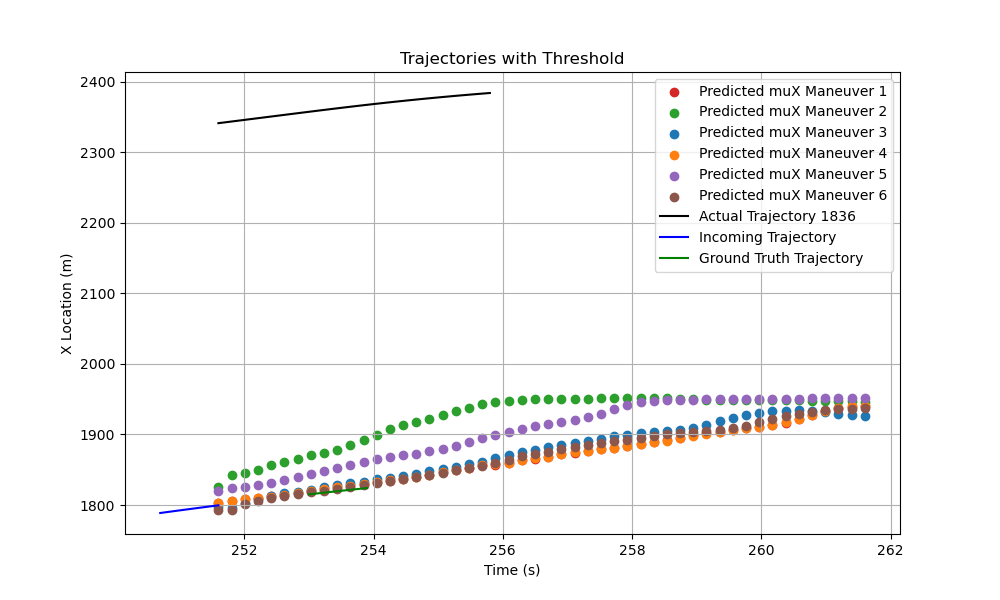 Trajectories with Threshold
Predicted muX Maneuver 1
Predicted muX Maneuver 2
Predicted muX Maneuver 3
Predicted muX Maneuver 4
Predicted muX Maneuver 5
Predicted muX Maneuver 6
Actual Trajectory 1836
Incoming Trajectory
Ground Truth Trajectory
X Location (m)
2400
2300
2200
2100
2000
1900
1800
252 254 256 258 260 262
Time (s)